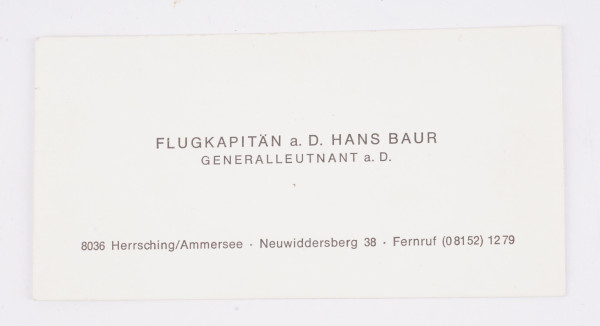 FLUGKAPITÄN a. D. HANS BAUR
GENERALLEUTNANT a. D.
8036 Herrsching/Ammersee · Neuwiddersberg 38 · Fernruf (08152) 1279